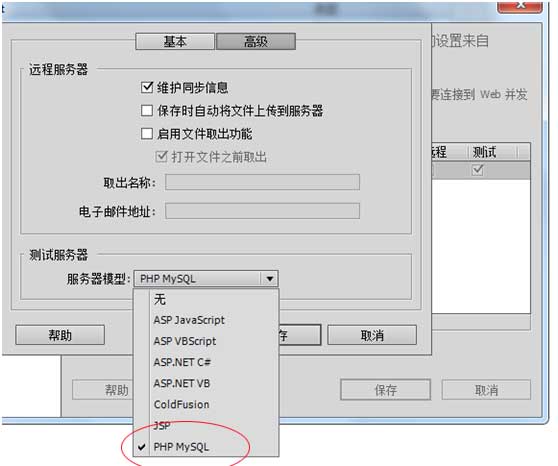 基本
高级
的设置来自
远程服务器
维护同步信息
要连接到 Web 并发
保存时自动将文件上传到服务器
启用文件取出功能
打开文件之前取出
远程
测试
取出名称:
电子邮件地址:
测试服务器
服务器模型:
PHP MySQL
无
ASP JavaScript
ASP VBScript
ASP.NET C#
ASP.NET VB
ColdFusion
JSP
PHP MySQL
帮助
存
取消
帮助
保存
取消